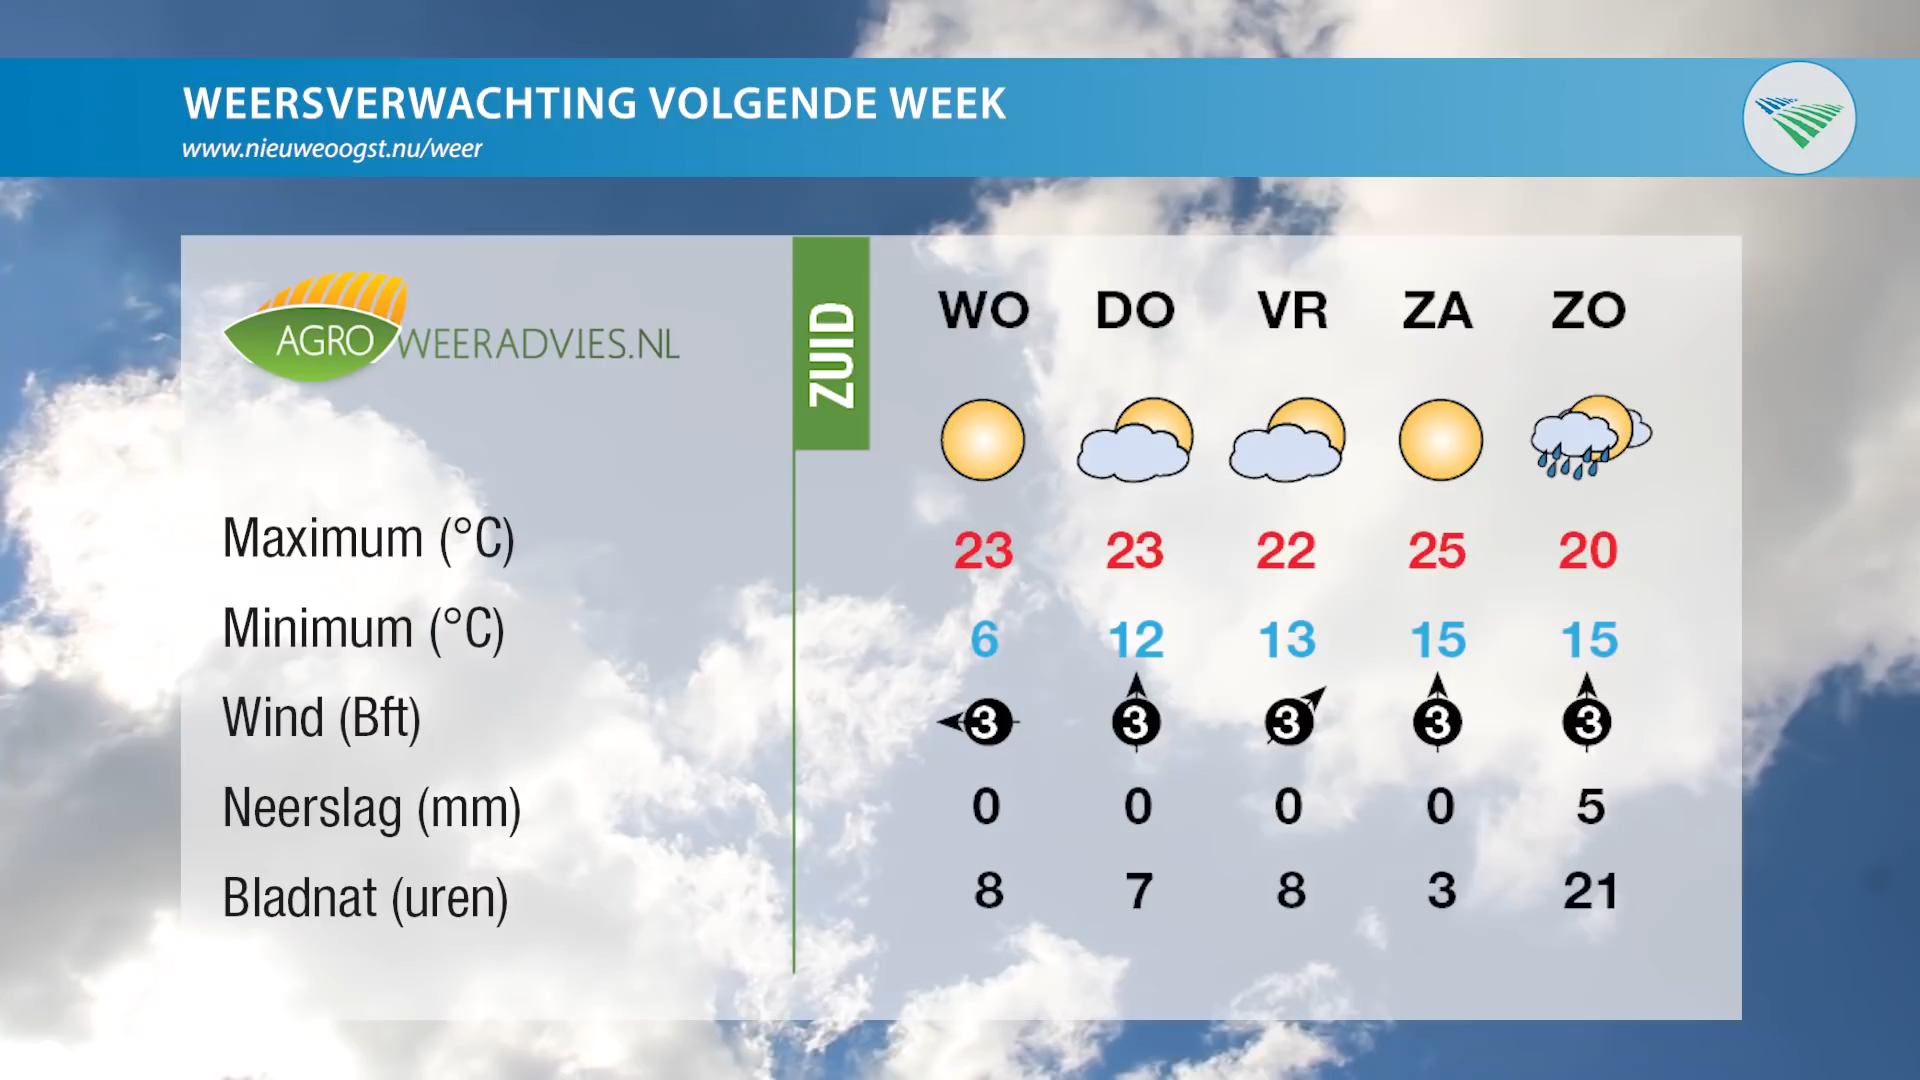 WEERSVERWACHTING VOLGENDE WEEK
www.nieuweoogst.nu/weer
AGRO WEERADVIES.NL
ZUID
WO DO VR ZA ZO
Maximum (°C) 23 23 22 25 20
Minimum (°C) 6 12 13 15 15
Wind (Bft) 3 3 3 3 3
Neerslag (mm) 0 0 0 0 5
Bladnat (uren) 8 7 8 3 21